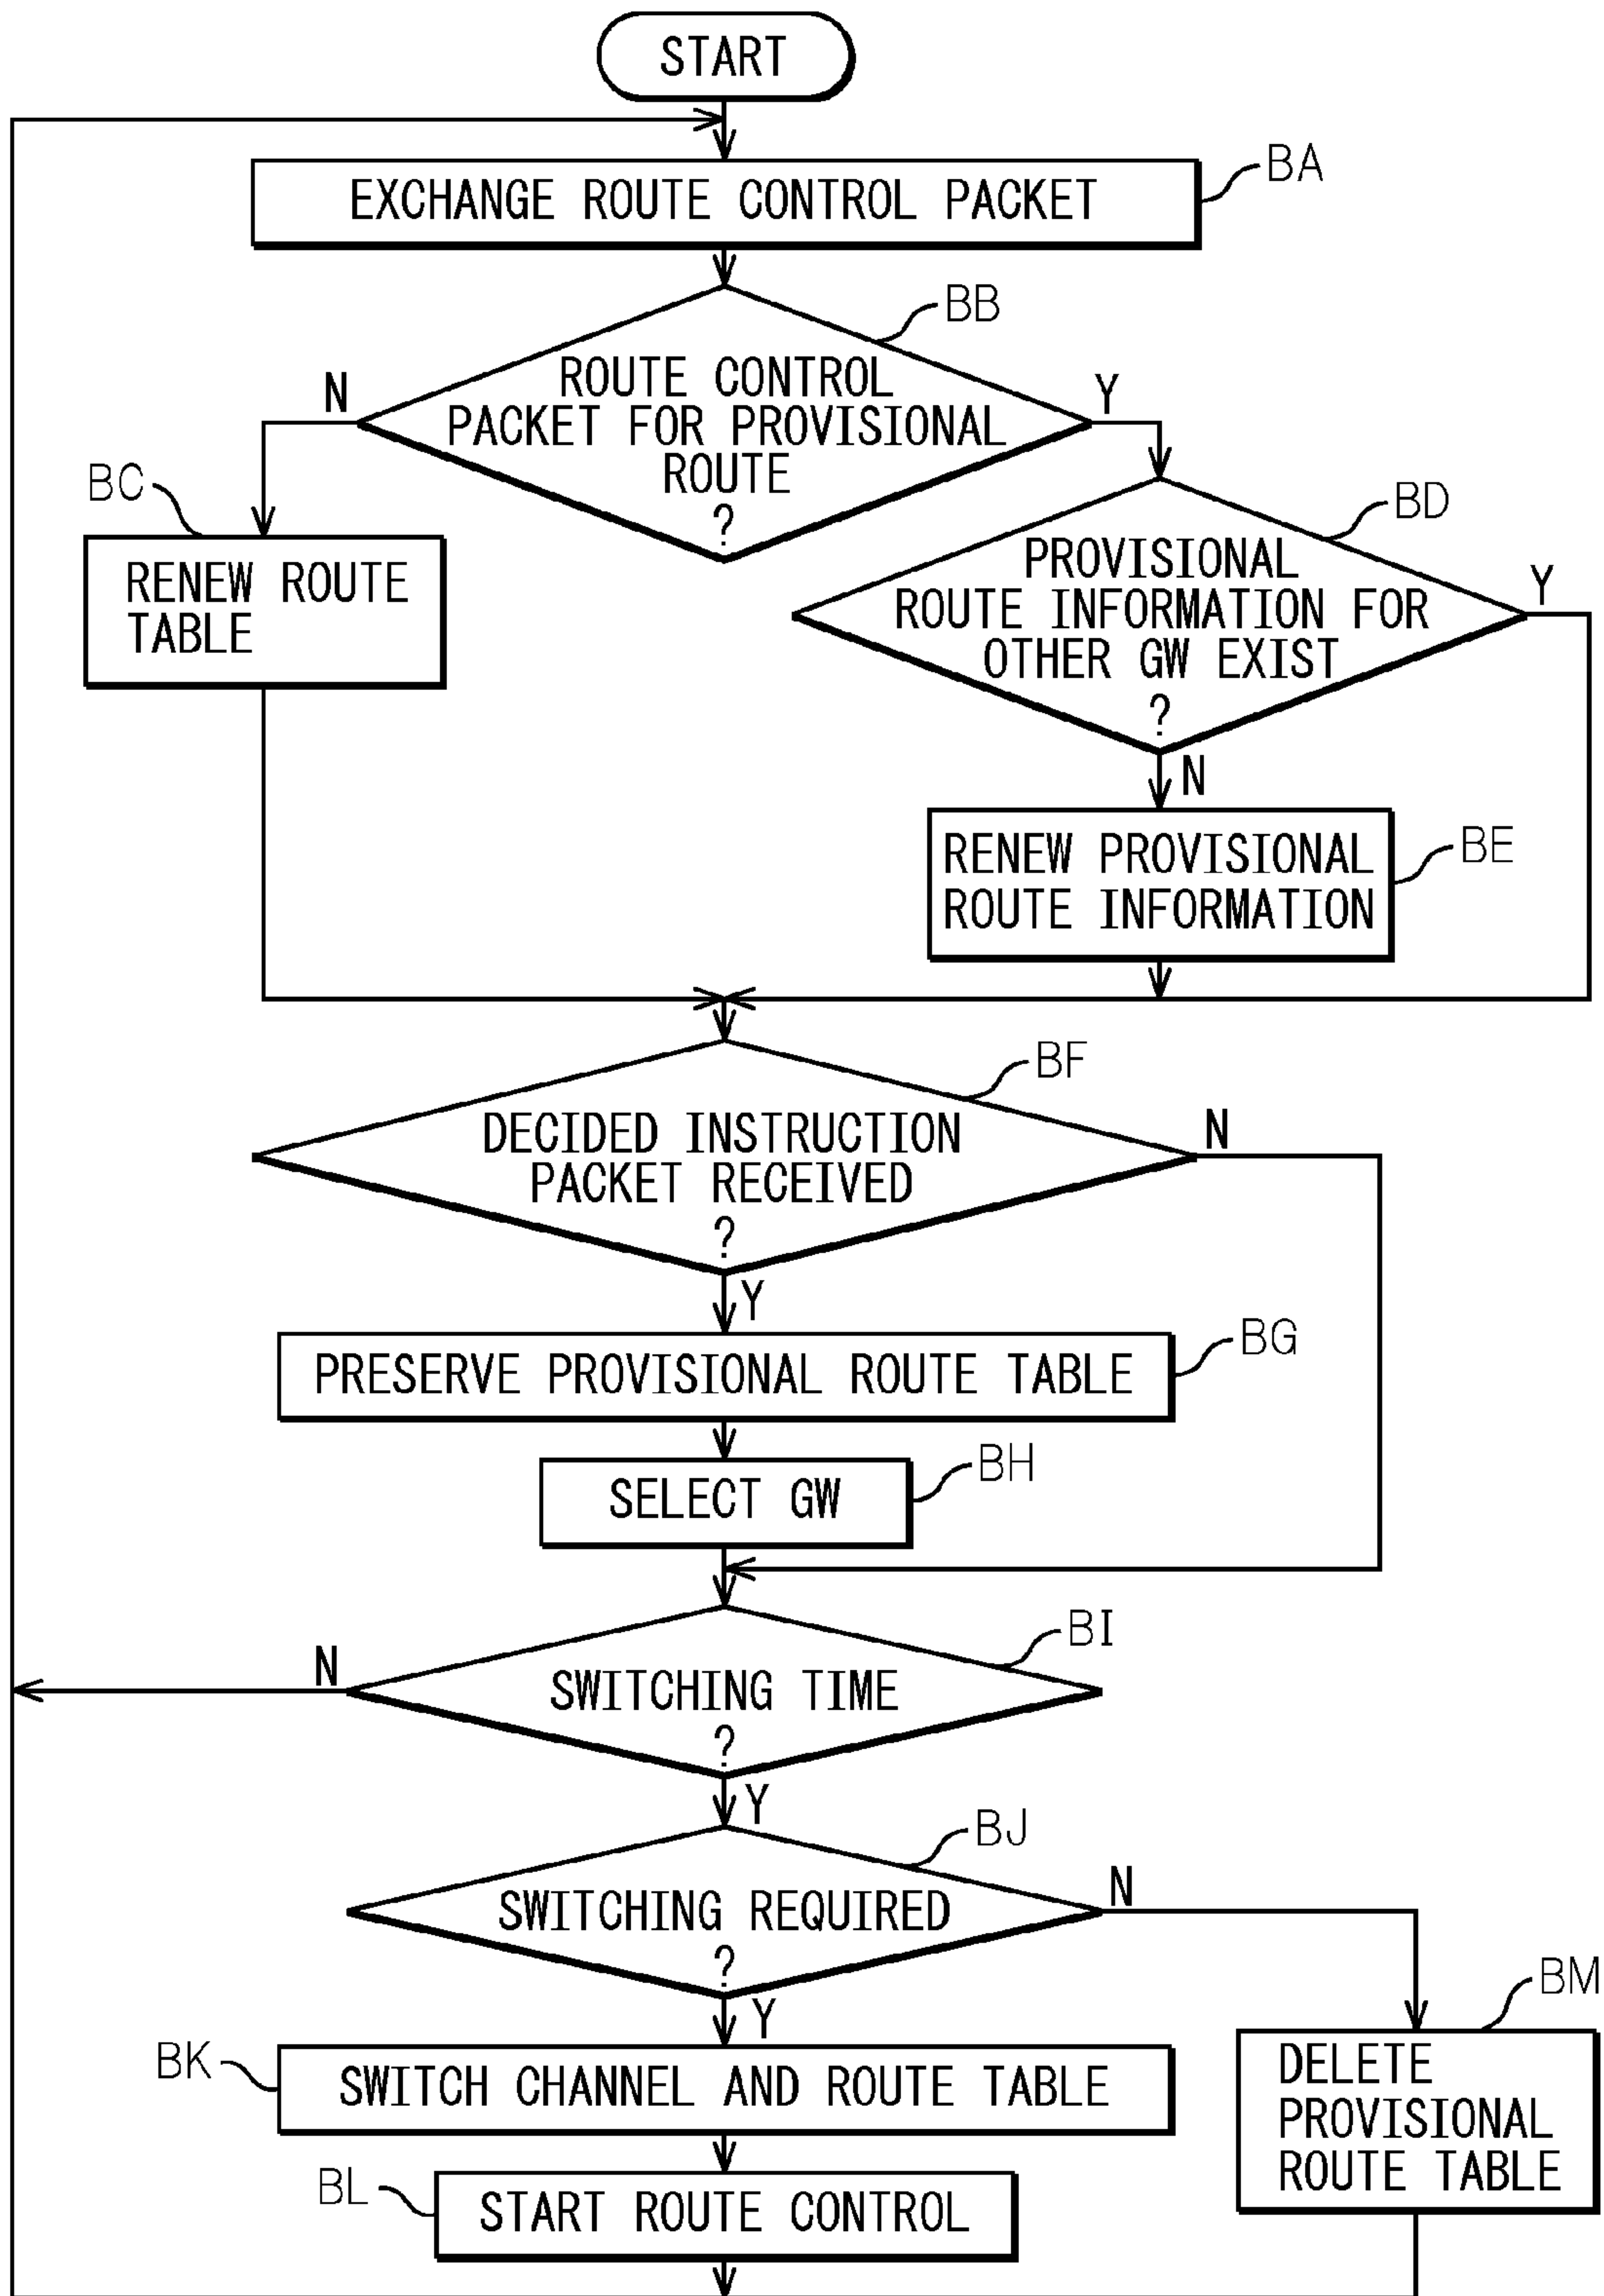 START
EXCHANGE ROUTE CONTROL PACKET
BA
BB
ROUTE CONTROL
PACKET FOR PROVISIONAL
ROUTE
?
N
Y
BC
RENEW ROUTE
TABLE
BD
PROVISIONAL
ROUTE INFORMATION FOR
OTHER GW EXIST
?
Y
N
RENEW PROVISIONAL
ROUTE INFORMATION
BE
BF
DECIDED INSTRUCTION
PACKET RECEIVED
?
N
Y
PRESERVE PROVISIONAL ROUTE TABLE
BG
SELECT GW
BH
BI
SWITCHING TIME
?
N
Y
BJ
SWITCHING REQUIRED
?
N
Y
BK
SWITCH CHANNEL AND ROUTE TABLE
BM
DELETE
PROVISIONAL
ROUTE TABLE
BL
START ROUTE CONTROL